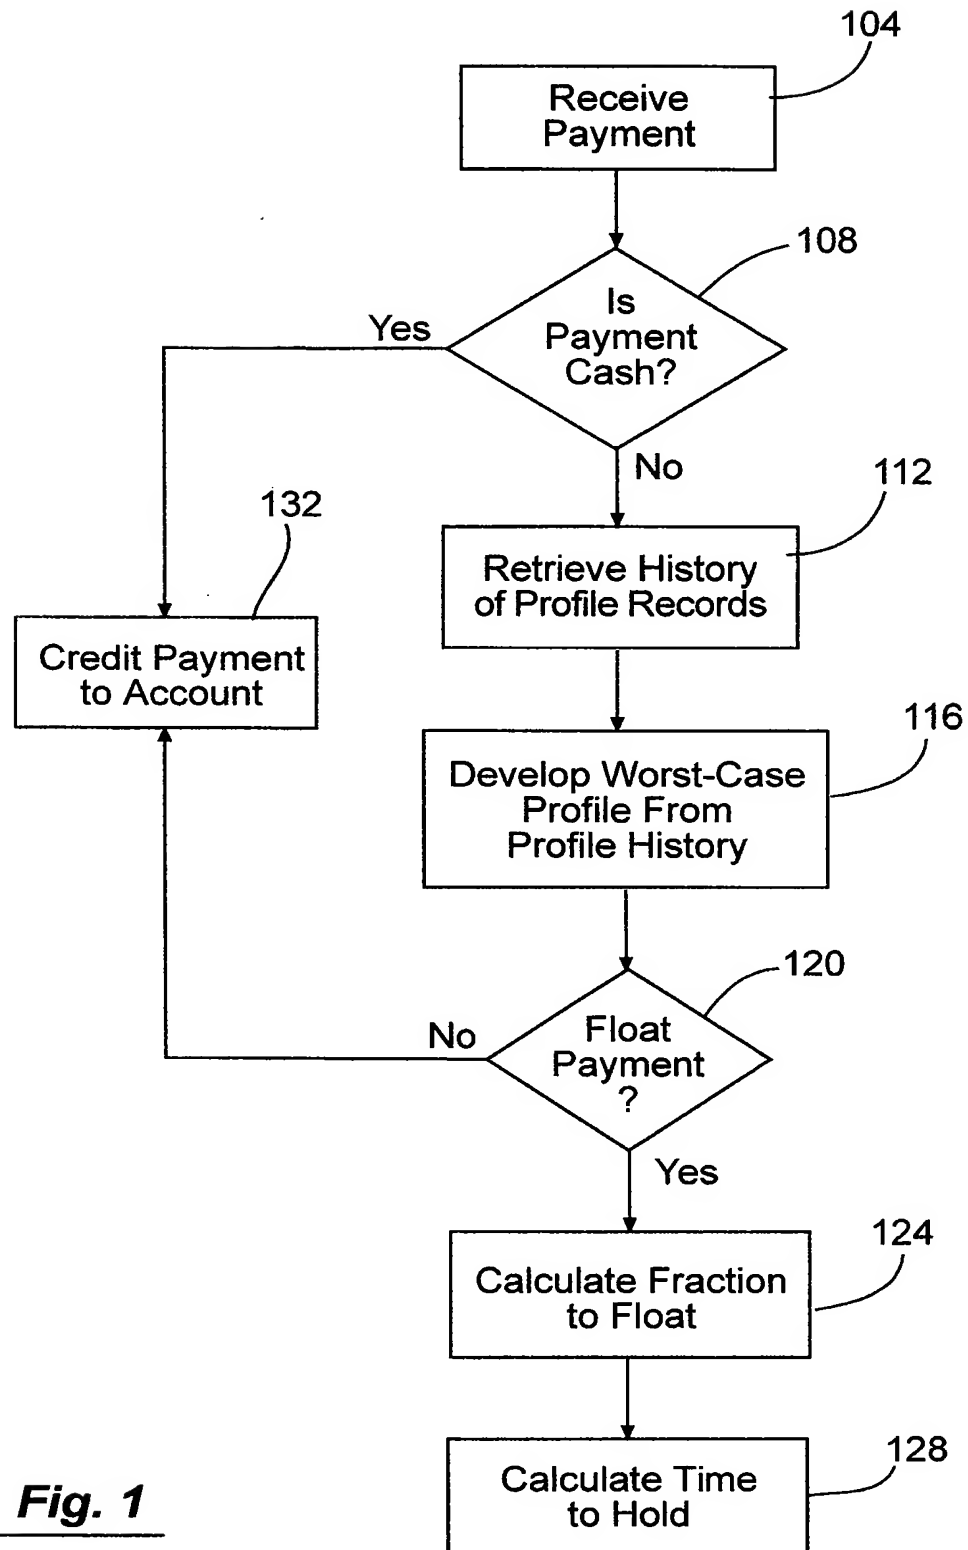 104
Receive
Payment
108
Is
Payment
Cash?
Yes
No
112
132
Retrieve History
of Profile Records
Credit Payment
to Account
116
Develop Worst-Case
Profile From
Profile History
120
No
Float
Payment
?
Yes
124
Calculate Fraction
to Float
128
Calculate Time
to Hold
Fig. 1